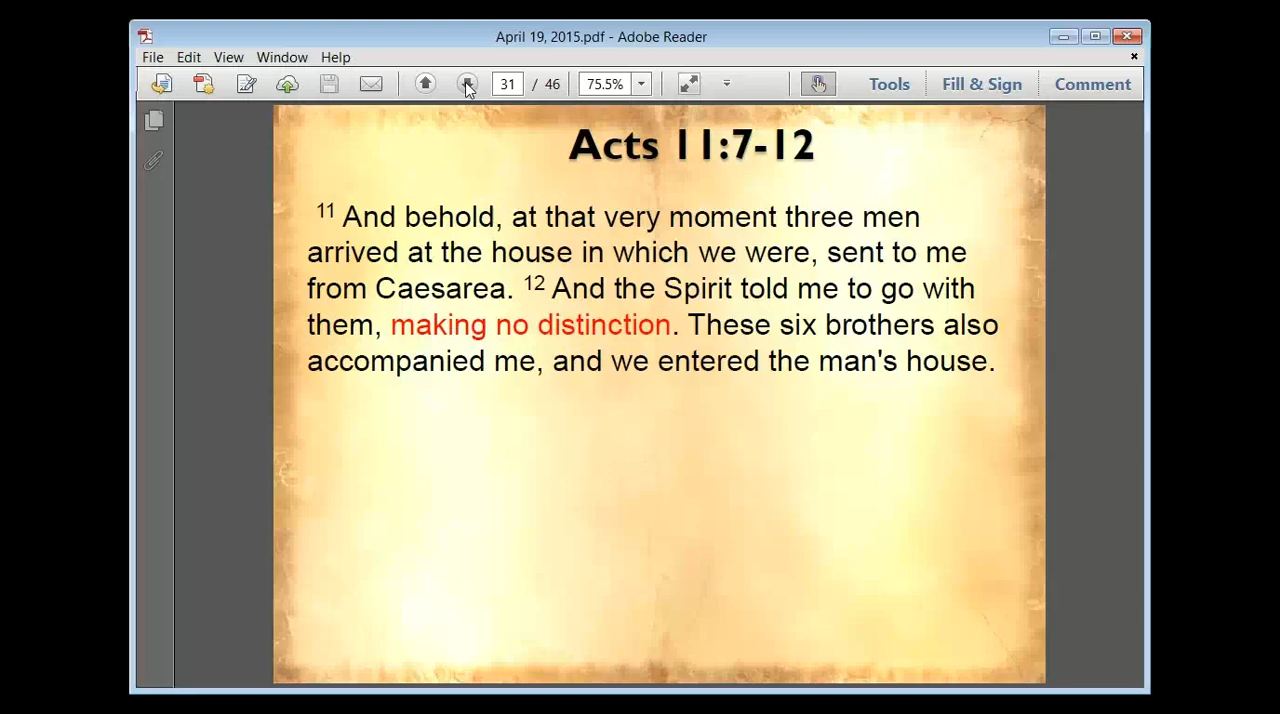 April 19, 2015.pdf - Adobe Reader
File Edit View Window Help
31 / 46 75.5% Tools Fill & Sign Comment
Acts 11:7-12
11 And behold, at that very moment three men
arrived at the house in which we were, sent to me
from Caesarea. 12 And the Spirit told me to go with
them, making no distinction. These six brothers also
accompanied me, and we entered the man's house.